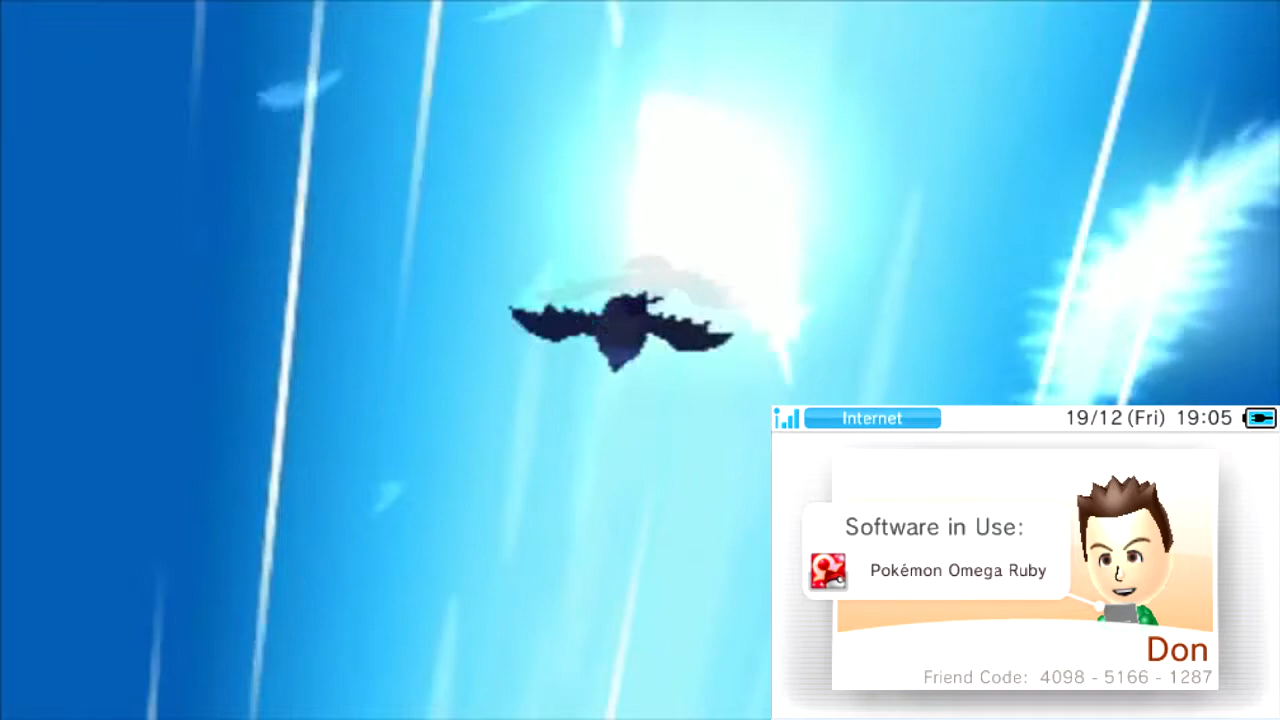 Internet
19/12 (Fri) 19:05
Software in Use:
Pokémon Omega Ruby
Don
Friend Code: 4098 - 5166 - 1287